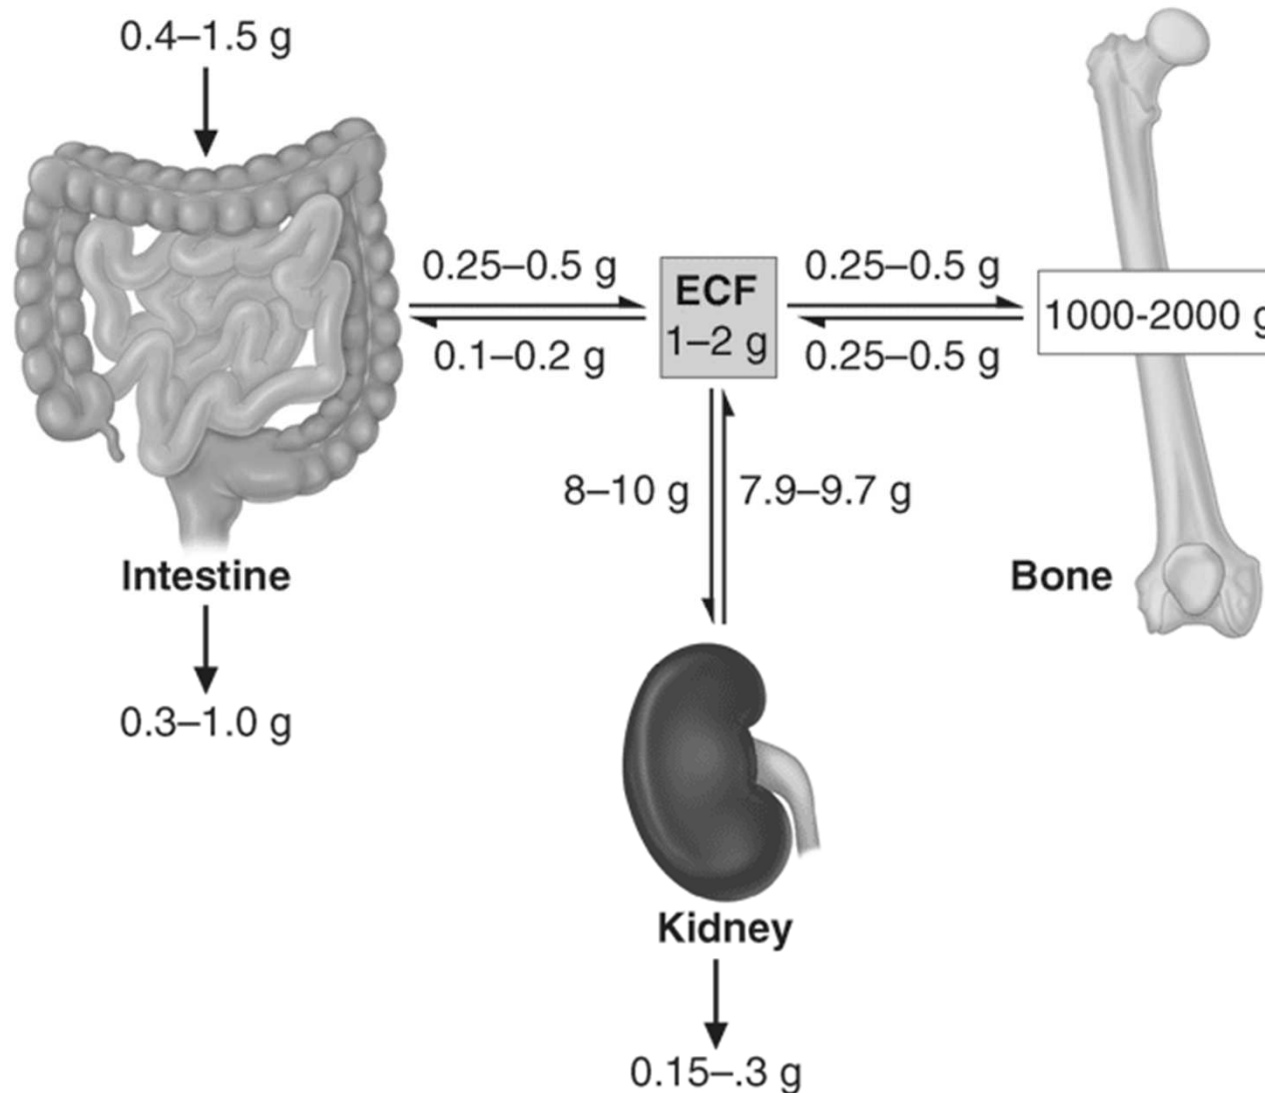 0.4–1.5 g
0.25–0.5 g
0.1–0.2 g
ECF
1–2 g
0.25–0.5 g
0.25–0.5 g
1000-2000 g
8–10 g
7.9–9.7 g
Intestine
Bone
0.3–1.0 g
Kidney
0.15–.3 g